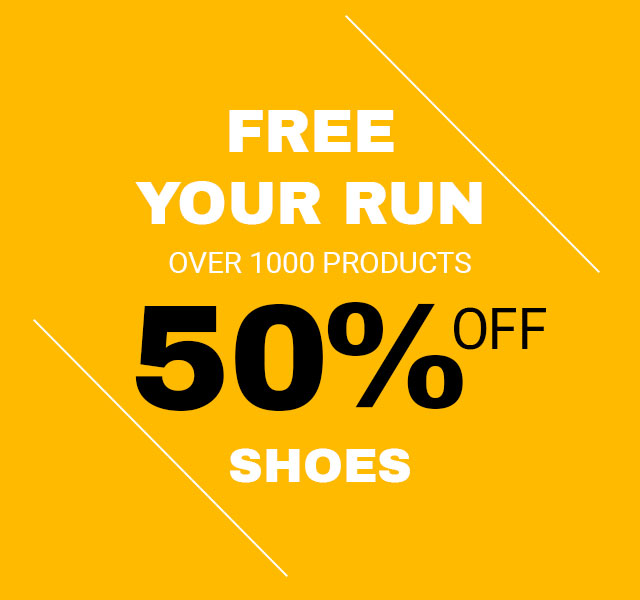 FREE
YOUR RUN
OVER 1000 PRODUCTS
50% OFF
SHOES